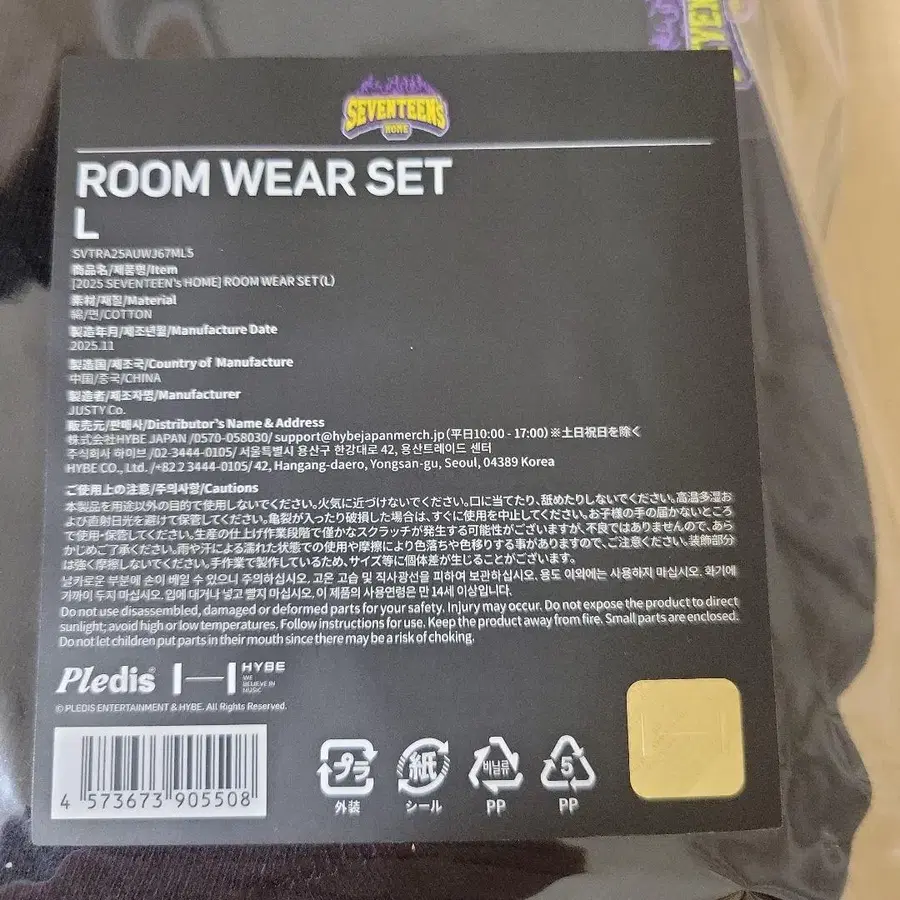 SEVENTEEN's
HOME
ROOM WEAR SET
L
SVTRA25AUWJ67ML5
商品名/제품명/Item
[2025 SEVENTEEN's HOME] ROOM WEAR SET(L)
素材/재질/Material
綿/면/COTTON
製造年月/제조년월/Manufacture Date
2025.11
製造国/제조국/Country of Manufacture
中国/중국/CHINA
製造者/제조자명/Manufacturer
JUSTY Co.
販売元/판매사/Distributor's Name & Address
株式会社HYBE JAPAN /0570-058030/ support@hybejapanmerch.jp (平日10:00 - 17:00) ※土日祝日を除く
주식회사 하이브 /02-3444-0105/ 서울특별시 용산구 한강대로 42, 용산트레이드 센터
HYBE CO., Ltd. /+82 2 3444-0105/ 42, Hangang-daero, Yongsan-gu, Seoul, 04389 Korea
ご使用上の注意/주의사항/Cautions
本製品を用途以外の目的で使用しないでください。火気に近づけないでください。口に当てたり、舐めたりしないでください。高温多湿お
よび直射日光を避けて保管してください。亀裂が入ったり破損した場合は、すぐに使用を中止してください。お子様の手の届かないところ
で使用・保管してください。生産の仕上げ作業段階で僅かなスクラッチが発生する可能性がございますが、不良ではありませんので、あら
かじめご了承ください。雨や汗による濡れた状態での使用や摩擦により色落ちや色移りする事がありますので、ご注意ください。装飾部分
は強く摩擦しないでください。手作業で製作しているため、サイズ等に個体差が生じることがございます。
날카로운 부분에 손이 베일 수 있으니 주의하십시오. 고온 고습 및 직사광선을 피하여 보관하십시오. 용도 이외에는 사용하지 마십시오. 화기에
가까이 두지 마십시오. 입에 대거나 넣고 빨지 마십시오. 이 제품의 사용연령은 만 14세 이상입니다.
Do not use disassembled, damaged or deformed parts for your safety. Injury may occur. Do not expose the product to direct
sunlight; avoid high or low temperatures. Follow instructions for use. Keep the product away from fire. Small parts are enclosed.
Do not let children put parts in their mouth since there may be a risk of choking.
Pledis HYBE
WE
BELIEVE IN
MUSIC
© PLEDIS ENTERTAINMENT & HYBE. All Rights Reserved.
4 573673 905508
プラ 紙 비닐류 5
外装 シール PP PP